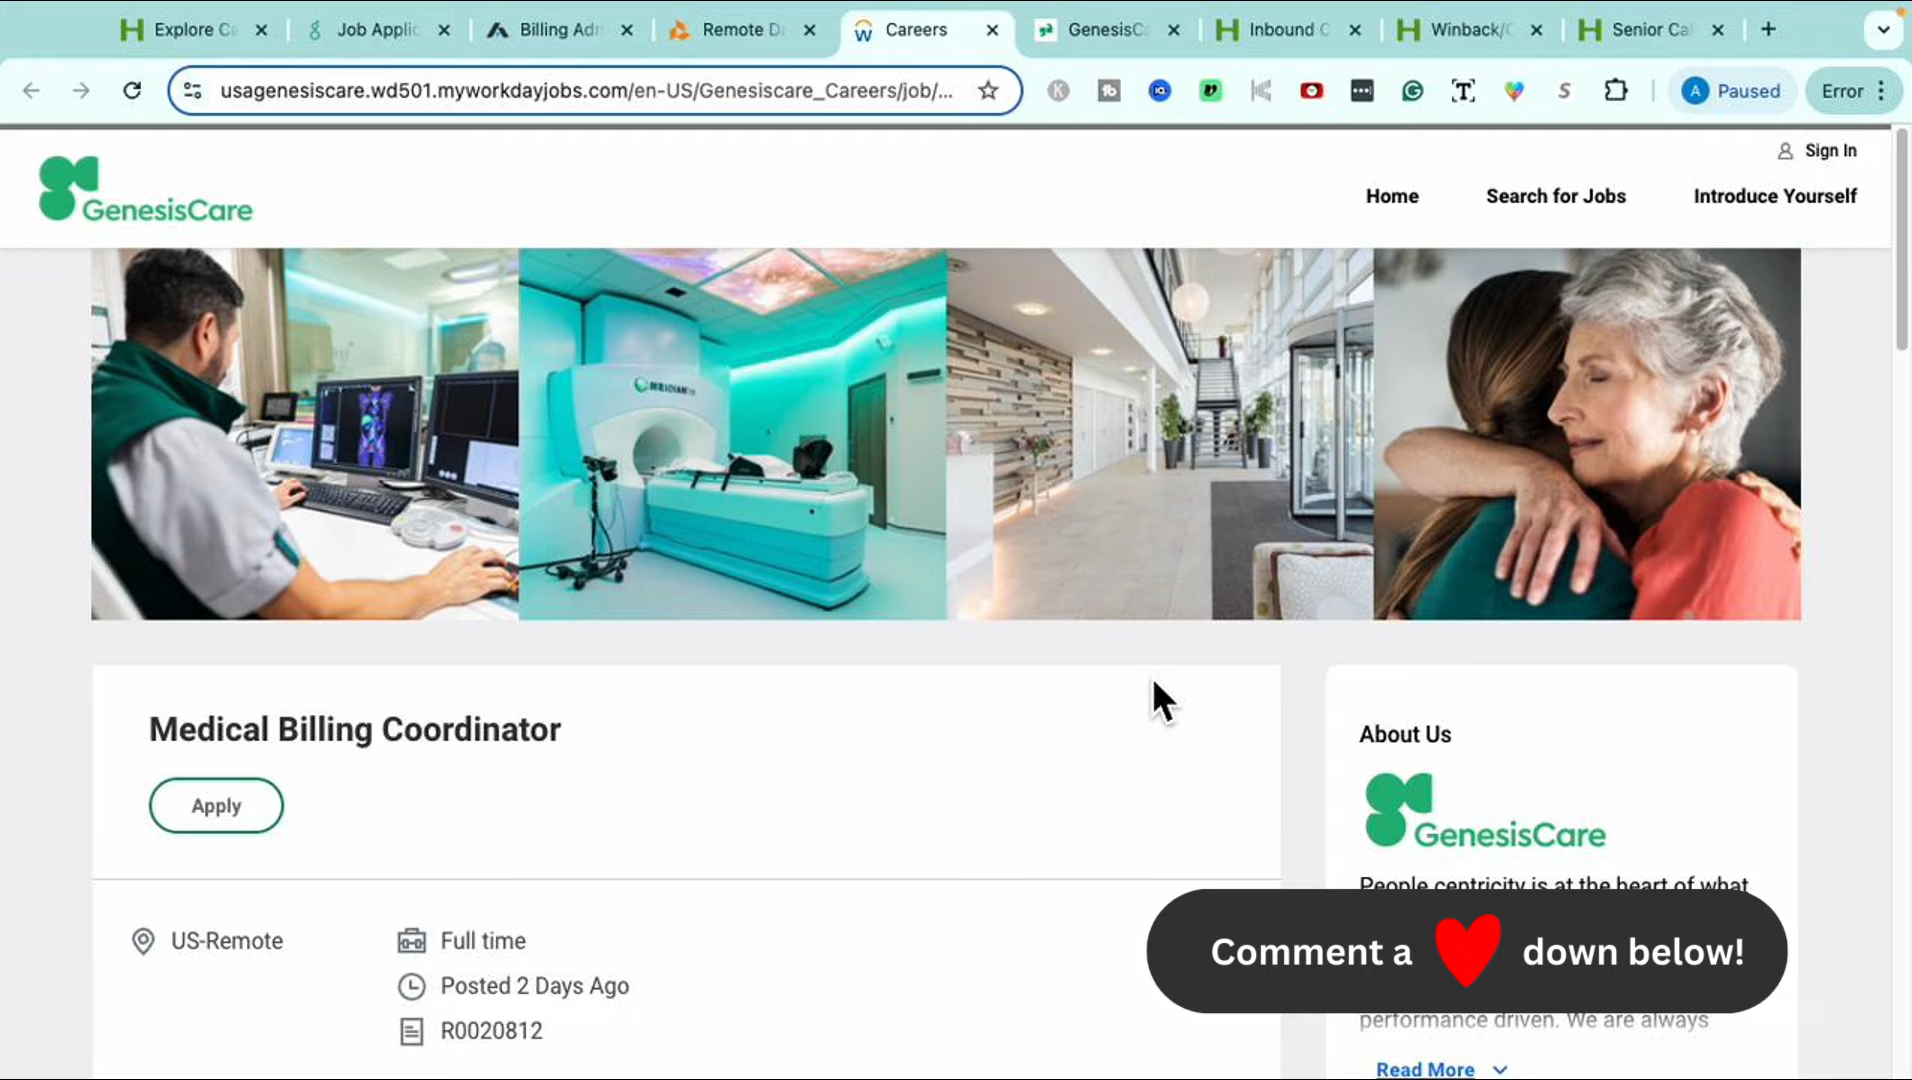 Explore Ca
Job Applic
Billing Adm
Remote D
Careers
GenesisC
Inbound C
Winback/
Senior Cal
usagenesiscare.wd501.myworkdayjobs.com/en-US/Genesiscare_Careers/job/...
A Paused
Error
Sign In
GenesisCare
Home
Search for Jobs
Introduce Yourself
MERIDIAN
Medical Billing Coordinator
Apply
US-Remote
Full time
Posted 2 Days Ago
R0020812
About Us
GenesisCare
People centricity is at the heart of what
Comment a down below!
performance driven. We are always
Read More